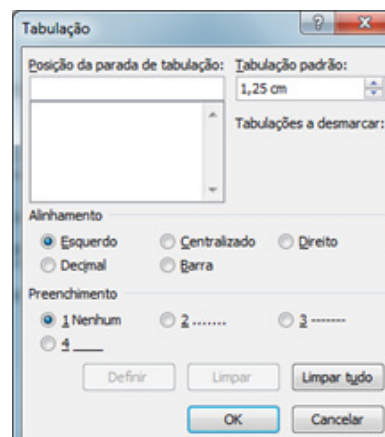 Tabulação
Posição da parada de tabulação: Tabulação padrão:
1,25 cm
Tabulações a desmarcar:
Alinhamento
Esquerdo Centralizado Direito
Decimal Barra
Preenchimento
1 Nenhum 2 ....... 3 -------
4 ____
Definir Limpar Limpar tudo
OK Cancelar